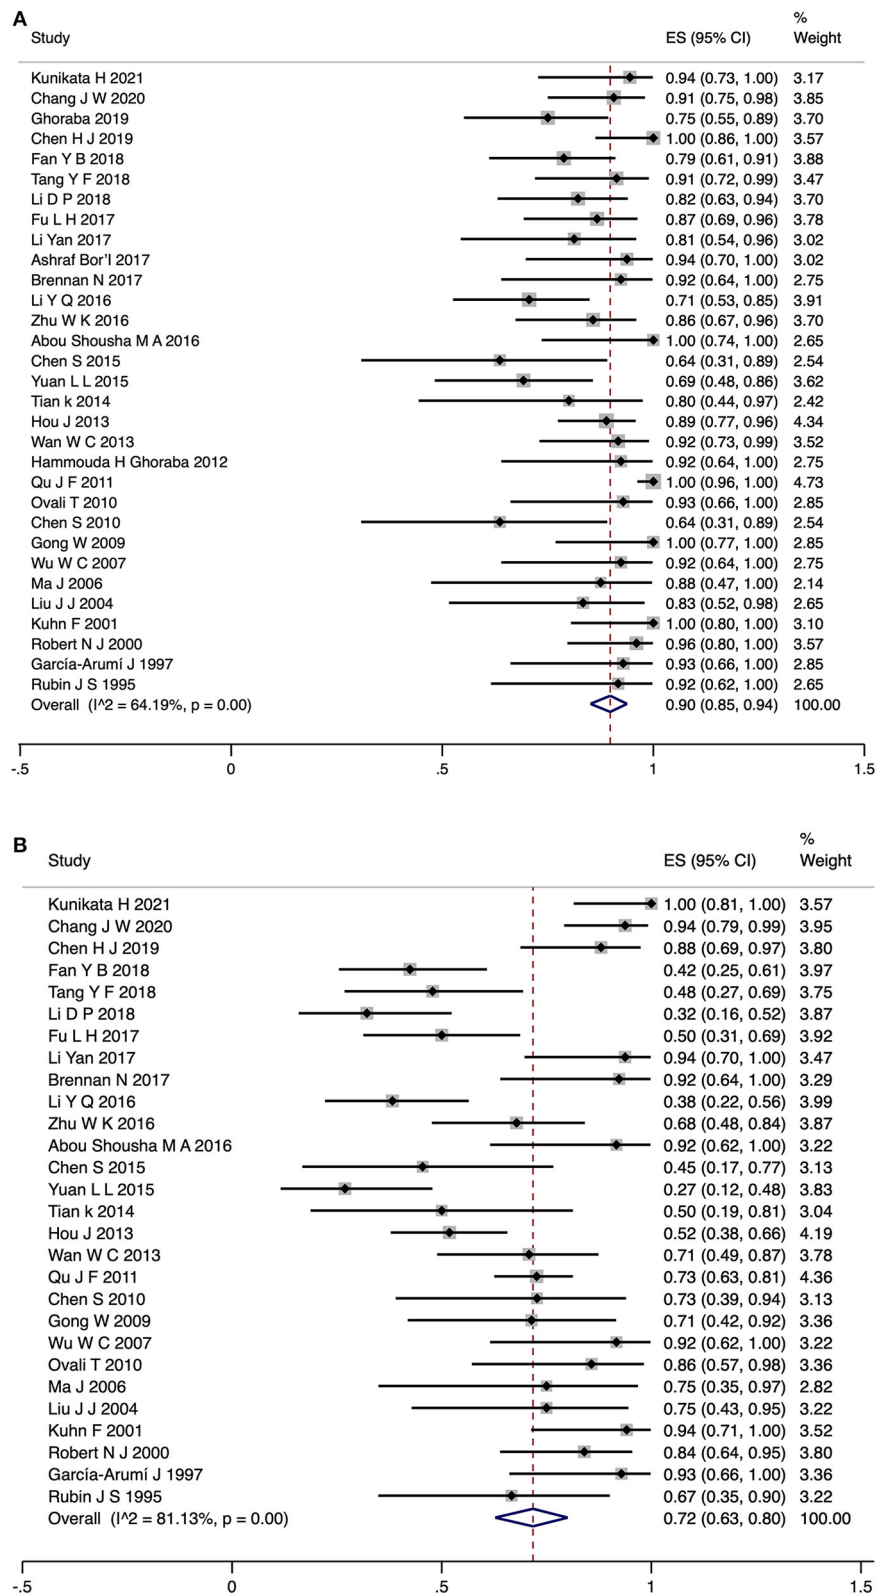 A
%
Study ES (95% CI) Weight
Kunikata H 2021 0.94 (0.73, 1.00) 3.17
Chang J W 2020 0.91 (0.75, 0.98) 3.85
Ghoraba 2019 0.75 (0.55, 0.89) 3.70
Chen H J 2019 1.00 (0.86, 1.00) 3.57
Fan Y B 2018 0.79 (0.61, 0.91) 3.88
Tang Y F 2018 0.91 (0.72, 0.99) 3.47
Li D P 2018 0.82 (0.63, 0.94) 3.70
Fu L H 2017 0.87 (0.69, 0.96) 3.78
Li Yan 2017 0.81 (0.54, 0.96) 3.02
Ashraf Bor’I 2017 0.94 (0.70, 1.00) 3.02
Brennan N 2017 0.92 (0.64, 1.00) 2.75
Li Y Q 2016 0.71 (0.53, 0.85) 3.91
Zhu W K 2016 0.86 (0.67, 0.96) 3.70
Abou Shousha M A 2016 1.00 (0.74, 1.00) 2.65
Chen S 2015 0.64 (0.31, 0.89) 2.54
Yuan L L 2015 0.69 (0.48, 0.86) 3.62
Tian k 2014 0.80 (0.44, 0.97) 2.42
Hou J 2013 0.89 (0.77, 0.96) 4.34
Wan W C 2013 0.92 (0.73, 0.99) 3.52
Hammouda H Ghoraba 2012 0.92 (0.64, 1.00) 2.75
Qu J F 2011 1.00 (0.96, 1.00) 4.73
Ovali T 2010 0.93 (0.66, 1.00) 2.85
Chen S 2010 0.64 (0.31, 0.89) 2.54
Gong W 2009 1.00 (0.77, 1.00) 2.85
Wu W C 2007 0.92 (0.64, 1.00) 2.75
Ma J 2006 0.88 (0.47, 1.00) 2.14
Liu J J 2004 0.83 (0.52, 0.98) 2.65
Kuhn F 2001 1.00 (0.80, 1.00) 3.10
Robert N J 2000 0.96 (0.80, 1.00) 3.57
García-Arumí J 1997 0.93 (0.66, 1.00) 2.85
Rubin J S 1995 0.92 (0.62, 1.00) 2.65
Overall (I^2 = 64.19%, p = 0.00) 0.90 (0.85, 0.94) 100.00
-.5 0 .5 1 1.5
B
%
Study ES (95% CI) Weight
Kunikata H 2021 1.00 (0.81, 1.00) 3.57
Chang J W 2020 0.94 (0.79, 0.99) 3.95
Chen H J 2019 0.88 (0.69, 0.97) 3.80
Fan Y B 2018 0.42 (0.25, 0.61) 3.97
Tang Y F 2018 0.48 (0.27, 0.69) 3.75
Li D P 2018 0.32 (0.16, 0.52) 3.87
Fu L H 2017 0.50 (0.31, 0.69) 3.92
Li Yan 2017 0.94 (0.70, 1.00) 3.47
Brennan N 2017 0.92 (0.64, 1.00) 3.29
Li Y Q 2016 0.38 (0.22, 0.56) 3.99
Zhu W K 2016 0.68 (0.48, 0.84) 3.87
Abou Shousha M A 2016 0.92 (0.62, 1.00) 3.22
Chen S 2015 0.45 (0.17, 0.77) 3.13
Yuan L L 2015 0.27 (0.12, 0.48) 3.83
Tian k 2014 0.50 (0.19, 0.81) 3.04
Hou J 2013 0.52 (0.38, 0.66) 4.19
Wan W C 2013 0.71 (0.49, 0.87) 3.78
Qu J F 2011 0.73 (0.63, 0.81) 4.36
Chen S 2010 0.73 (0.39, 0.94) 3.13
Gong W 2009 0.71 (0.42, 0.92) 3.36
Wu W C 2007 0.92 (0.62, 1.00) 3.22
Ovali T 2010 0.86 (0.57, 0.98) 3.36
Ma J 2006 0.75 (0.35, 0.97) 2.82
Liu J J 2004 0.75 (0.43, 0.95) 3.22
Kuhn F 2001 0.94 (0.71, 1.00) 3.52
Robert N J 2000 0.84 (0.64, 0.95) 3.80
García-Arumí J 1997 0.93 (0.66, 1.00) 3.36
Rubin J S 1995 0.67 (0.35, 0.90) 3.22
Overall (I^2 = 81.13%, p = 0.00) 0.72 (0.63, 0.80) 100.00
-.5 0 .5 1 1.5